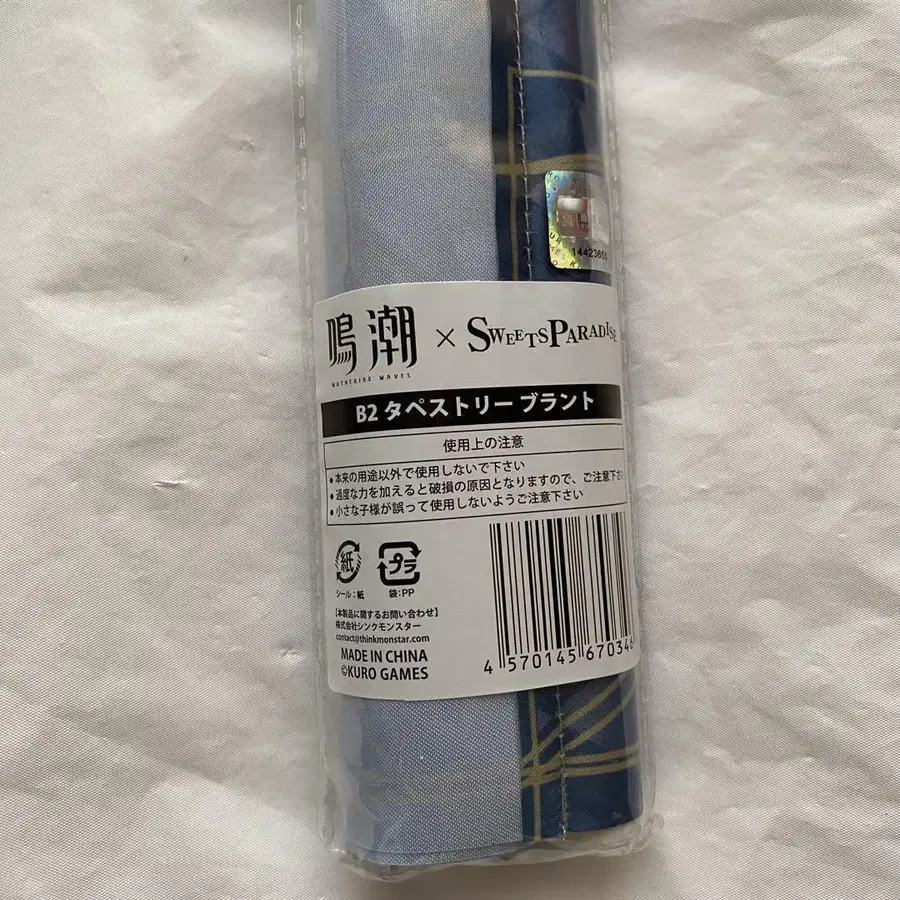 14423650
鳴潮 × SWEETSPARADISE
WUTHERING WAVES
B2 タペストリー ブラント
使用上の注意
●本来の用途以外で使用しないで下さい
●過度な力を加えると破損の原因となりますので、ご注意下さい
●小さな子様が誤って使用しないようご注意下さい
紙 プラ
シール:紙 袋:PP
【本製品に関するお問い合わせ】
株式会社シンクモンスター
contact@thinkmonstar.com
MADE IN CHINA
©KURO GAMES
4 570145 670346